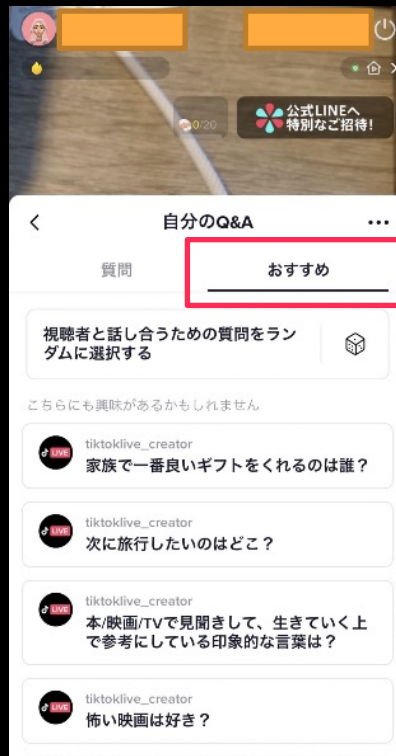 0/20
公式LINEへ
特別なご招待!
自分のQ&A
質問
おすすめ
視聴者と話し合うための質問をラン
ダムに選択する
こちらにも興味があるかもしれません
LIVE
tiktoklive_creator
家族で一番良いギフトをくれるのは誰？
LIVE
tiktoklive_creator
次に旅行したいのはどこ？
LIVE
tiktoklive_creator
本/映画/TVで見聞きして、生きていく上
で参考にしている印象的な言葉は？
LIVE
tiktoklive_creator
怖い映画は好き？